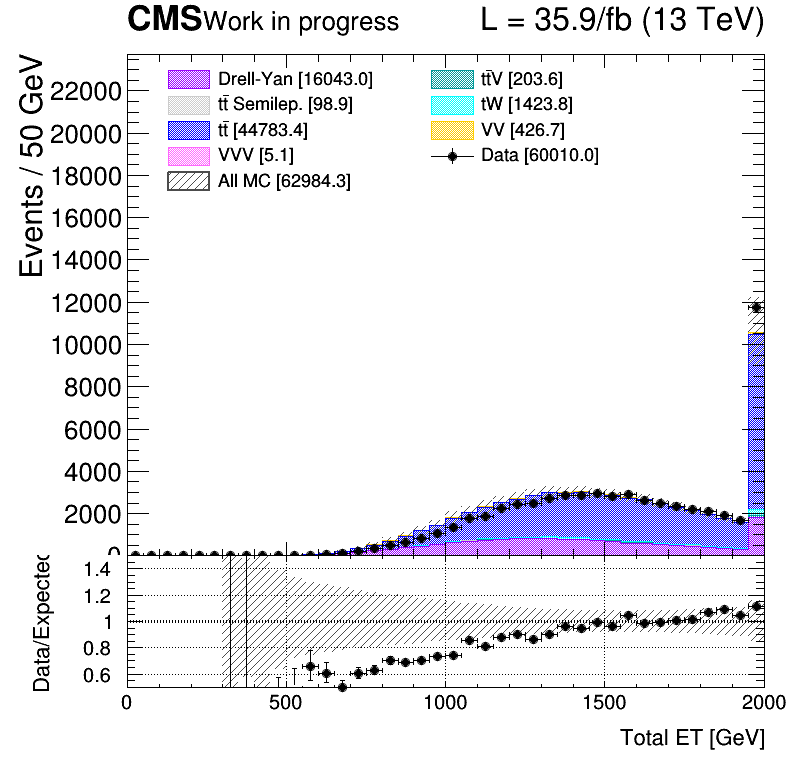 CMS Work in progress L = 35.9/fb (13 TeV)
Events / 50 GeV
Drell-Yan [16043.0]
tt̄ Semilep. [98.9]
tt̄ [44783.4]
VVV [5.1]
All MC [62984.3]
tt̄V [203.6]
tW [1423.8]
VV [426.7]
Data [60010.0]
22000
20000
18000
16000
14000
12000
10000
8000
6000
4000
2000
0
Data/Expected
1.4
1.2
1
0.8
0.6
0 500 1000 1500 2000
Total ET [GeV]